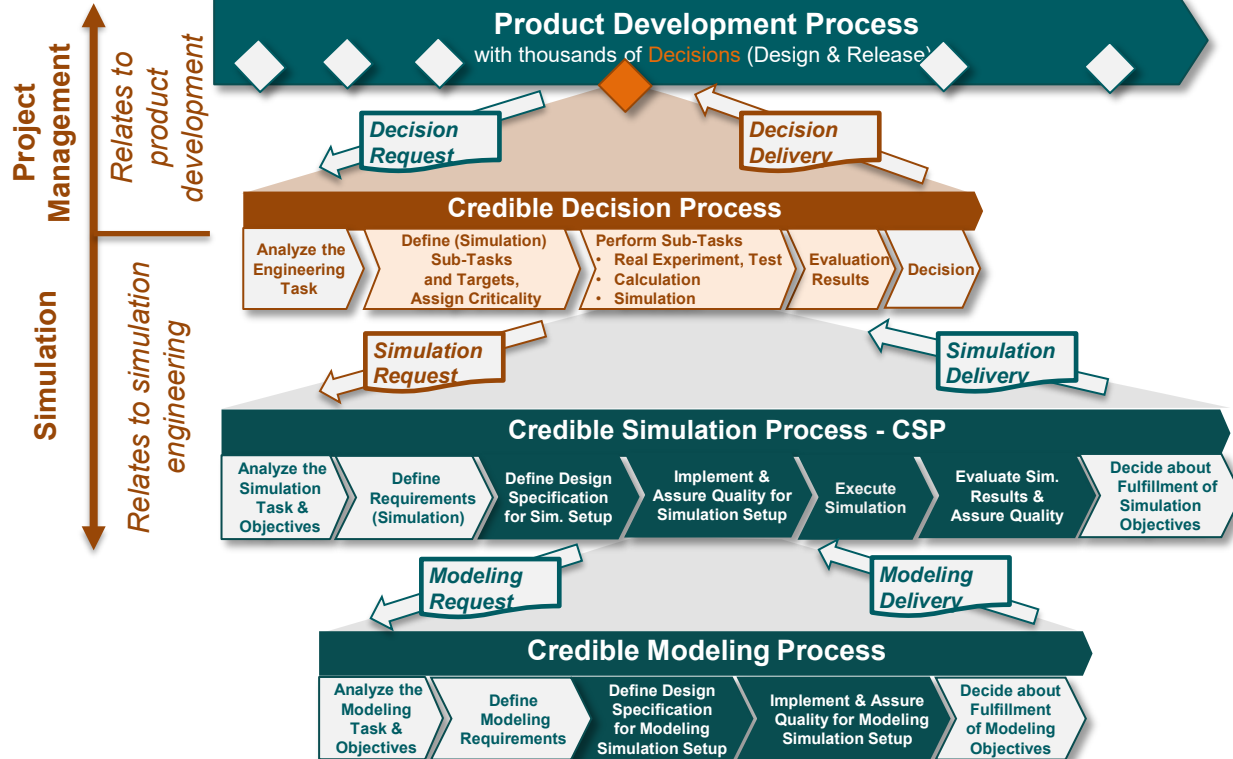 Product Development Process
with thousands of Decisions (Design & Release)
Project
Management
Relates to
product
development
Decision
Request
Decision
Delivery
Credible Decision Process
Analyze the
Engineering
Task
Define (Simulation)
Sub-Tasks
and Targets,
Assign Criticality
Perform Sub-Tasks
• Real Experiment, Test
• Calculation
• Simulation
Evaluation
Results
Decision
Simulation
Relates to simulation
engineering
Simulation
Request
Simulation
Delivery
Credible Simulation Process - CSP
Analyze the
Simulation
Task &
Objectives
Define
Requirements
(Simulation)
Define Design
Specification
for Sim. Setup
Implement &
Assure Quality for
Simulation Setup
Execute
Simulation
Evaluate Sim.
Results &
Assure Quality
Decide about
Fulfillment of
Simulation
Objectives
Modeling
Request
Modeling
Delivery
Credible Modeling Process
Analyze the
Modeling
Task &
Objectives
Define
Modeling
Requirements
Define Design
Specification
for Modeling
Simulation Setup
Implement & Assure
Quality for Modeling
Simulation Setup
Decide about
Fulfillment
of Modeling
Objectives